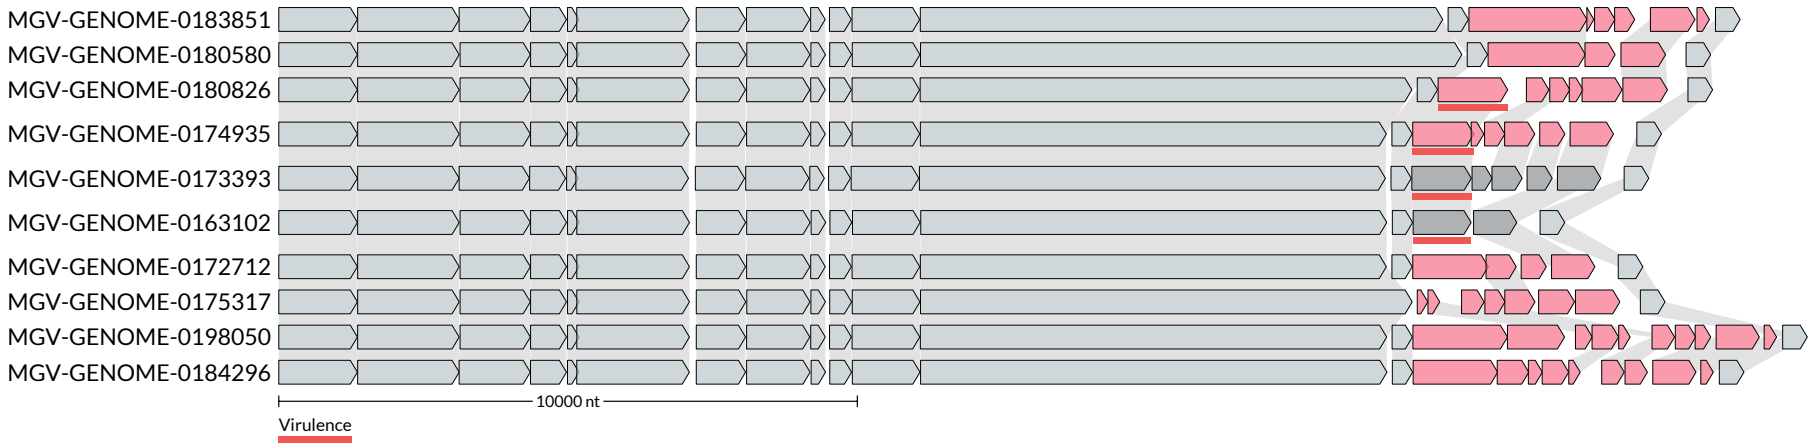 MGV-GENOME-0183851
MGV-GENOME-0180580
MGV-GENOME-0180826
MGV-GENOME-0174935
MGV-GENOME-0173393
MGV-GENOME-0163102
MGV-GENOME-0172712
MGV-GENOME-0175317
MGV-GENOME-0198050
MGV-GENOME-0184296
10000 nt
Virulence